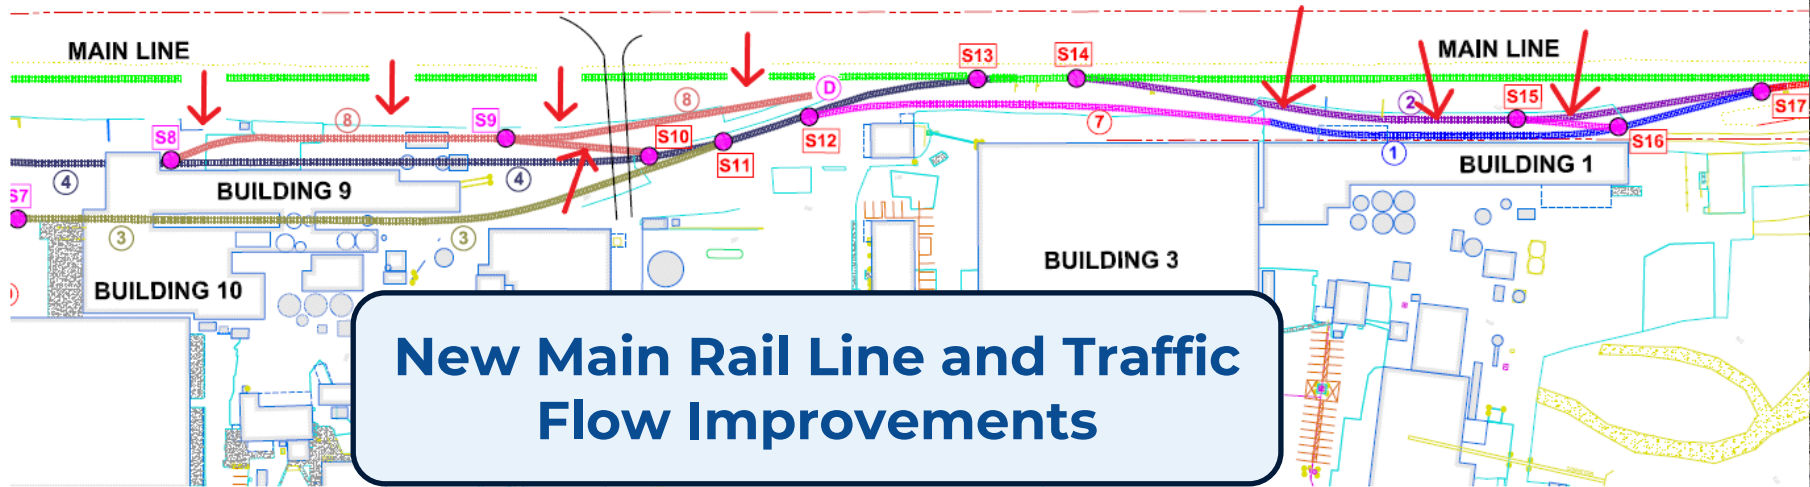 MAIN LINE
MAIN LINE
S13
S14
S17
8
8
D
2
S15
S8
S9
S10
S12
7
S16
S11
1
4
4
BUILDING 9
BUILDING 1
S7
3
3
BUILDING 3
BUILDING 10
New Main Rail Line and Traffic
Flow Improvements